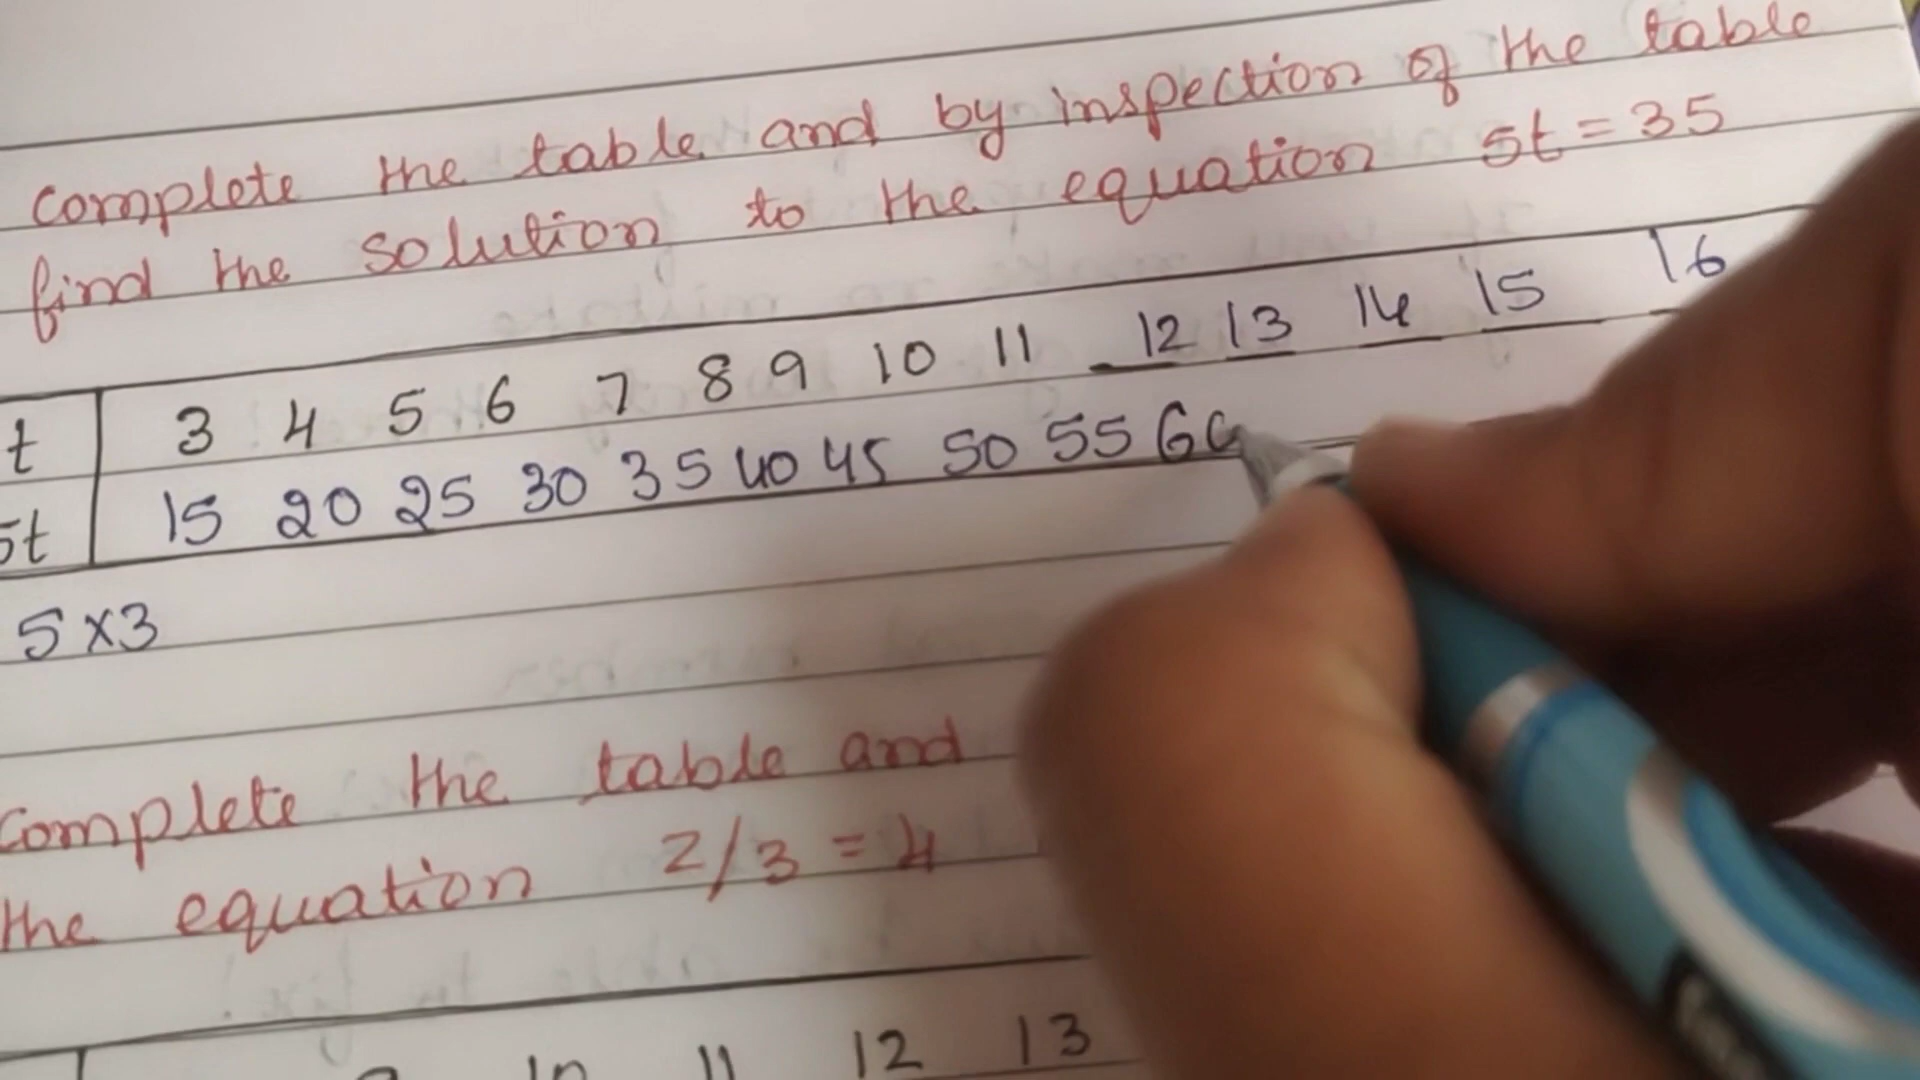 complete the table and by inspection of the table
find the solution to the equation 5t = 35
t 3 4 5 6 7 8 9 10 11 12 13 14 15 16
5t 15 20 25 30 35 40 45 50 55 60
5 x 3
complete the table and
the equation z/3 = 4
10 11 12 13